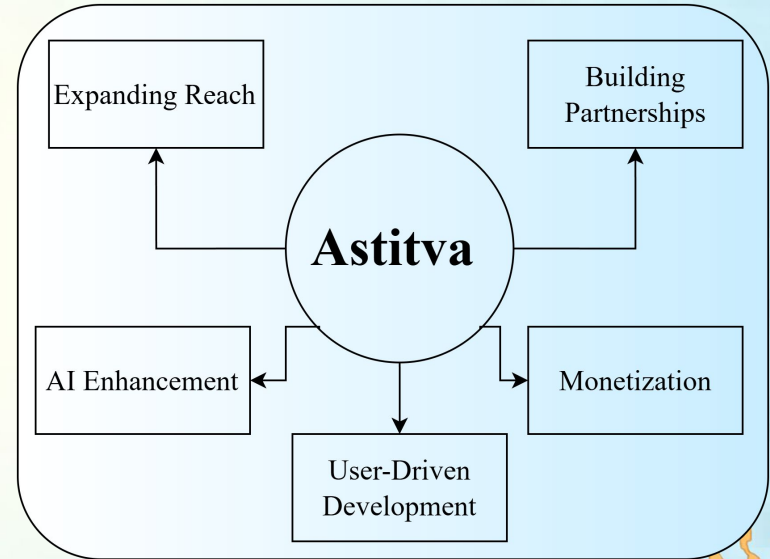 Expanding Reach
Building
Partnerships
Astitva
AI Enhancement
Monetization
User-Driven
Development